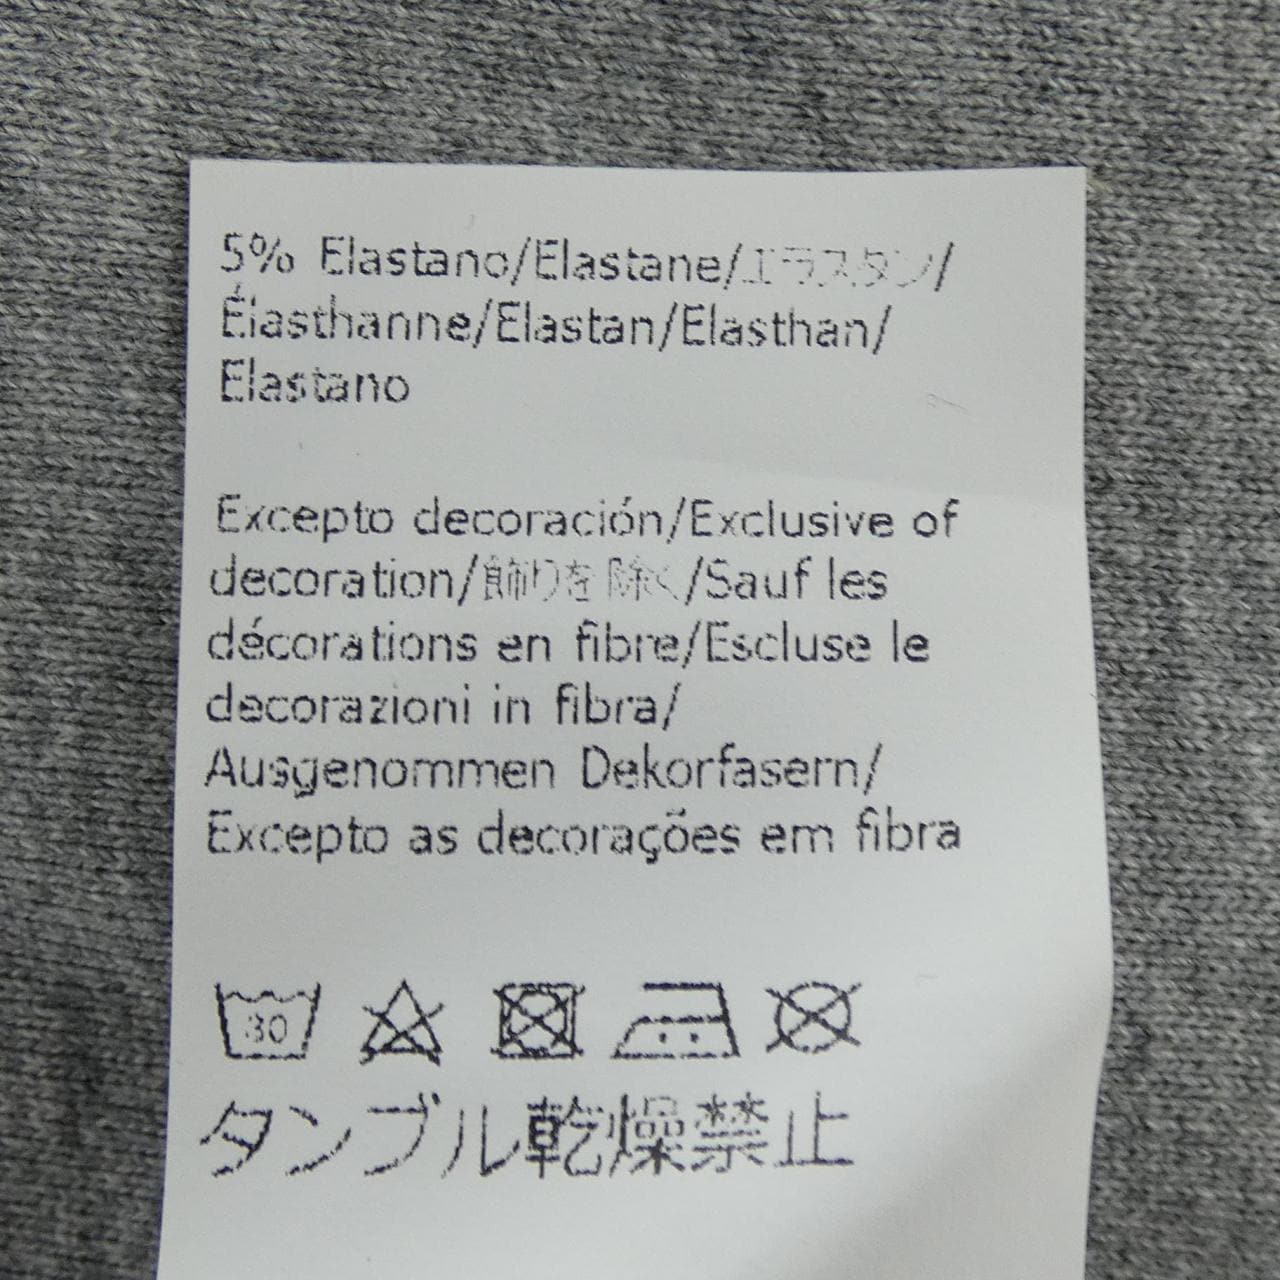 5% Elastano/Elastane/エラスタン/
Élasthanne/Elastan/Elasthan/
Elastano
Excepto decoración/Exclusive of
decoration/飾りを除く/Sauf les
décorations en fibre/Escluse le
decorazioni in fibra/
Ausgenommen Dekorfasern/
Excepto as decorações em fibra
30
タンブル乾燥禁止